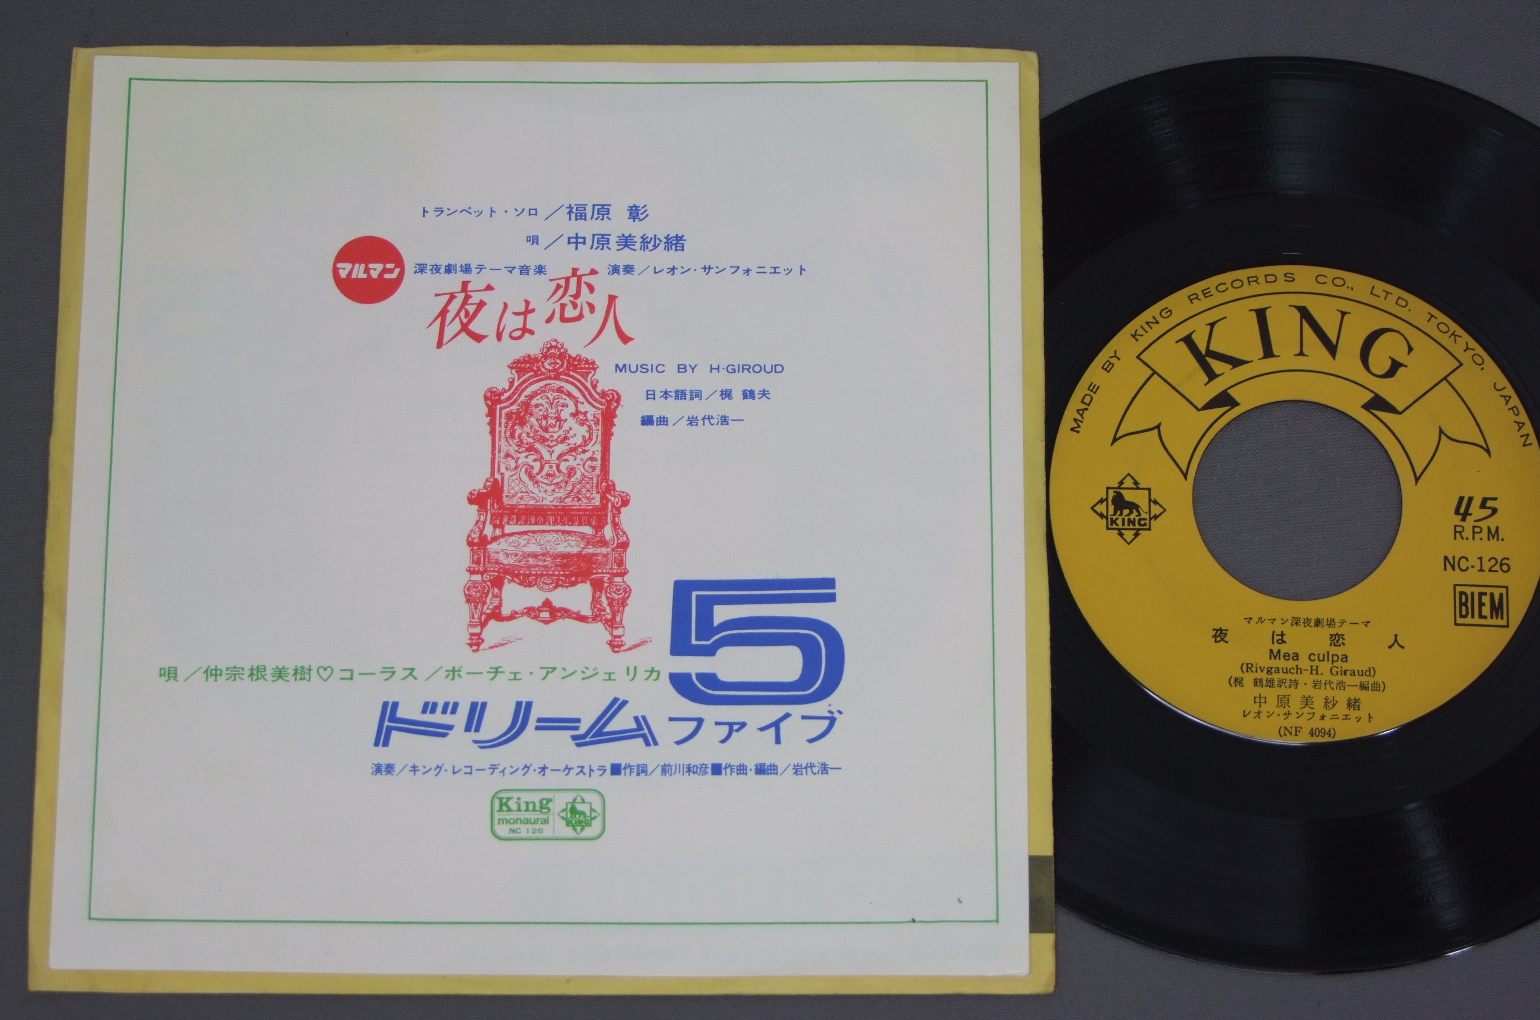 トランペット・ソロ／福原 彰
唄／中原美紗緒
マルマン
深夜劇場テーマ音楽 演奏／レオン・サンフォニエット
夜は恋人
MUSIC BY H・GIROUD
日本語詞／梶 鶴夫
編曲／岩代浩一
5
唄／仲宗根美樹♡コーラス／ボーチェ・アンジェリカ
ドリームファイブ
演奏／キング・レコーディング・オーケストラ■作詞／前川和彦■作曲・編曲／岩代浩一
King
monaural
NC 126
KING
MADE BY KING RECORDS CO., LTD. TOKYO, JAPAN
KING
KING
45
R.P.M.
NC-126
BIEM
マルマン深夜劇場テーマ
夜は恋人
Mea culpa
(Rivgauch-H. Giraud)
(梶 鶴雄訳詩・岩代浩一編曲)
中原美紗緒
レオン・サンフォニエット
(NF 4094)